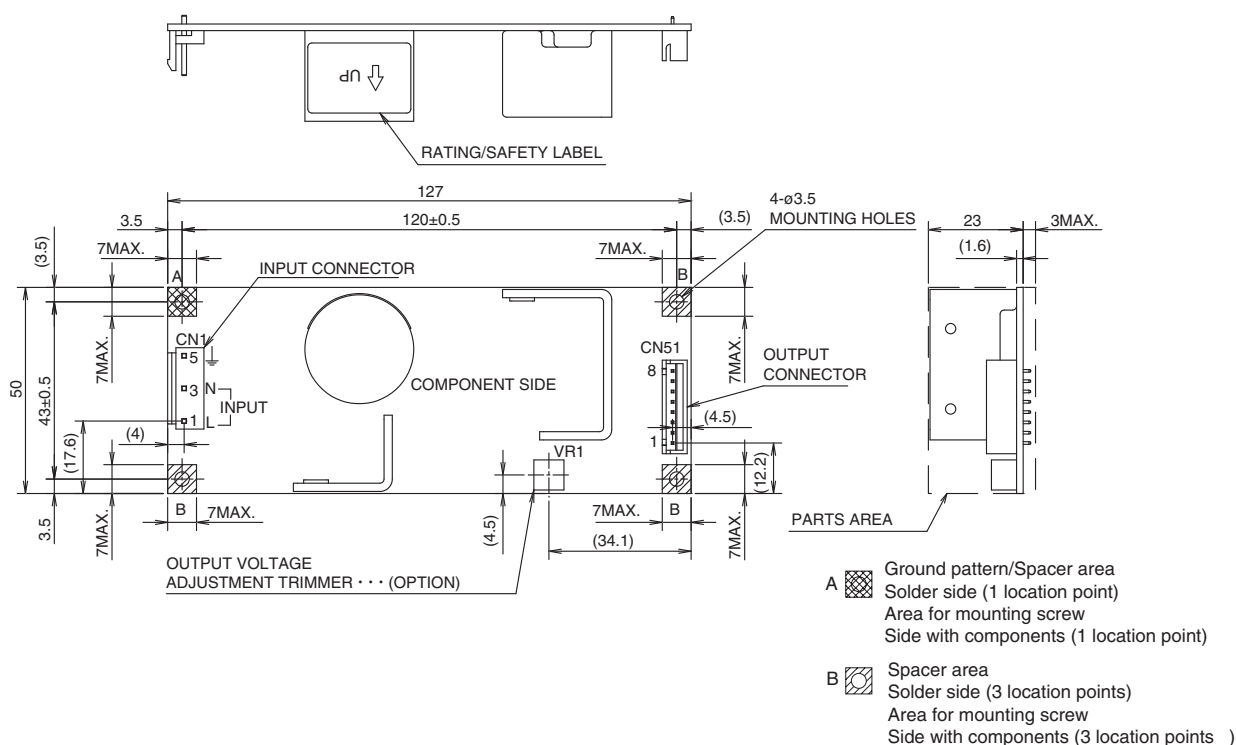 UP
RATING/SAFETY LABEL
127
3.5
120±0.5
(3.5)
4-ø3.5
MOUNTING HOLES
23
3MAX.
(1.6)
(3.5)
7MAX.
7MAX.
A
INPUT CONNECTOR
B
CN1
5
3 N
INPUT
1 L
7MAX.
50
43±0.5
(17.6)
(4)
COMPONENT SIDE
CN51
8
1
OUTPUT
CONNECTOR
(4.5)
(12.2)
VR1
3.5
7MAX.
B
7MAX.
(4.5)
(34.1)
7MAX.
B
7MAX.
PARTS AREA
OUTPUT VOLTAGE
ADJUSTMENT TRIMMER ··· (OPTION)
A Ground pattern/Spacer area
Solder side (1 location point)
Area for mounting screw
Side with components (1 location point)
B Spacer area
Solder side (3 location points)
Area for mounting screw
Side with components (3 location points )